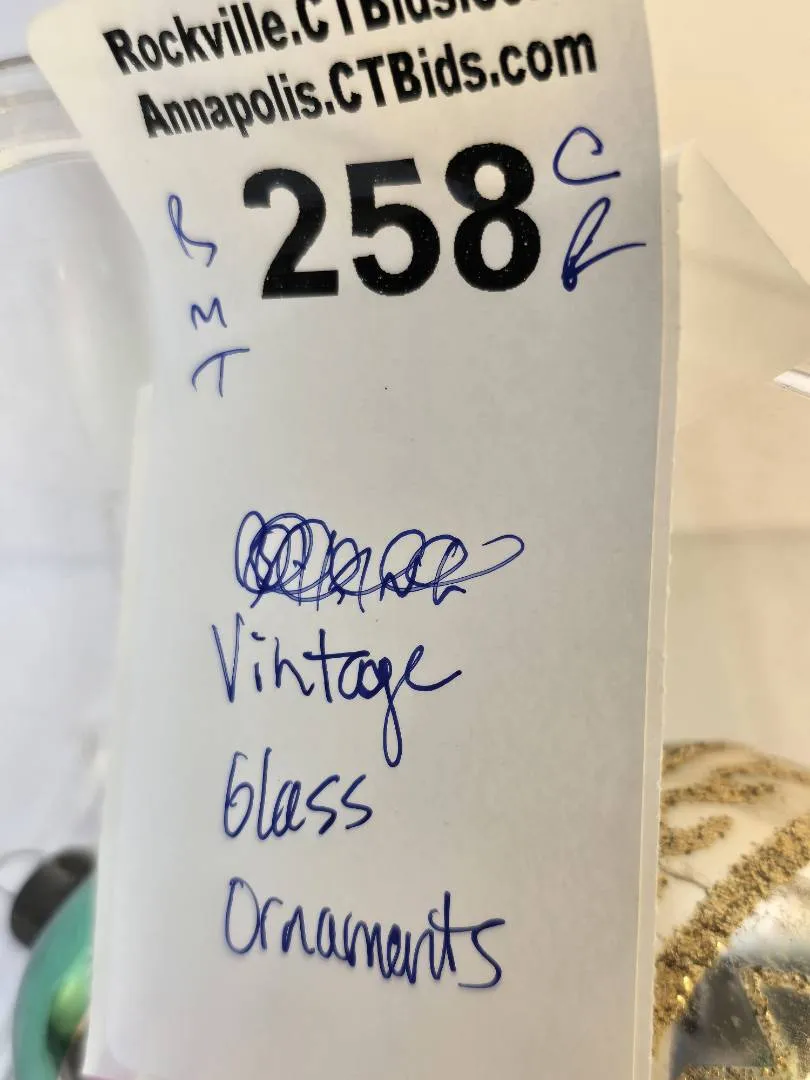 Rockville.CTBids.com
Annapolis.CTBids.com
258
C
R
B
M
T
Vintage
Glass
Ornaments